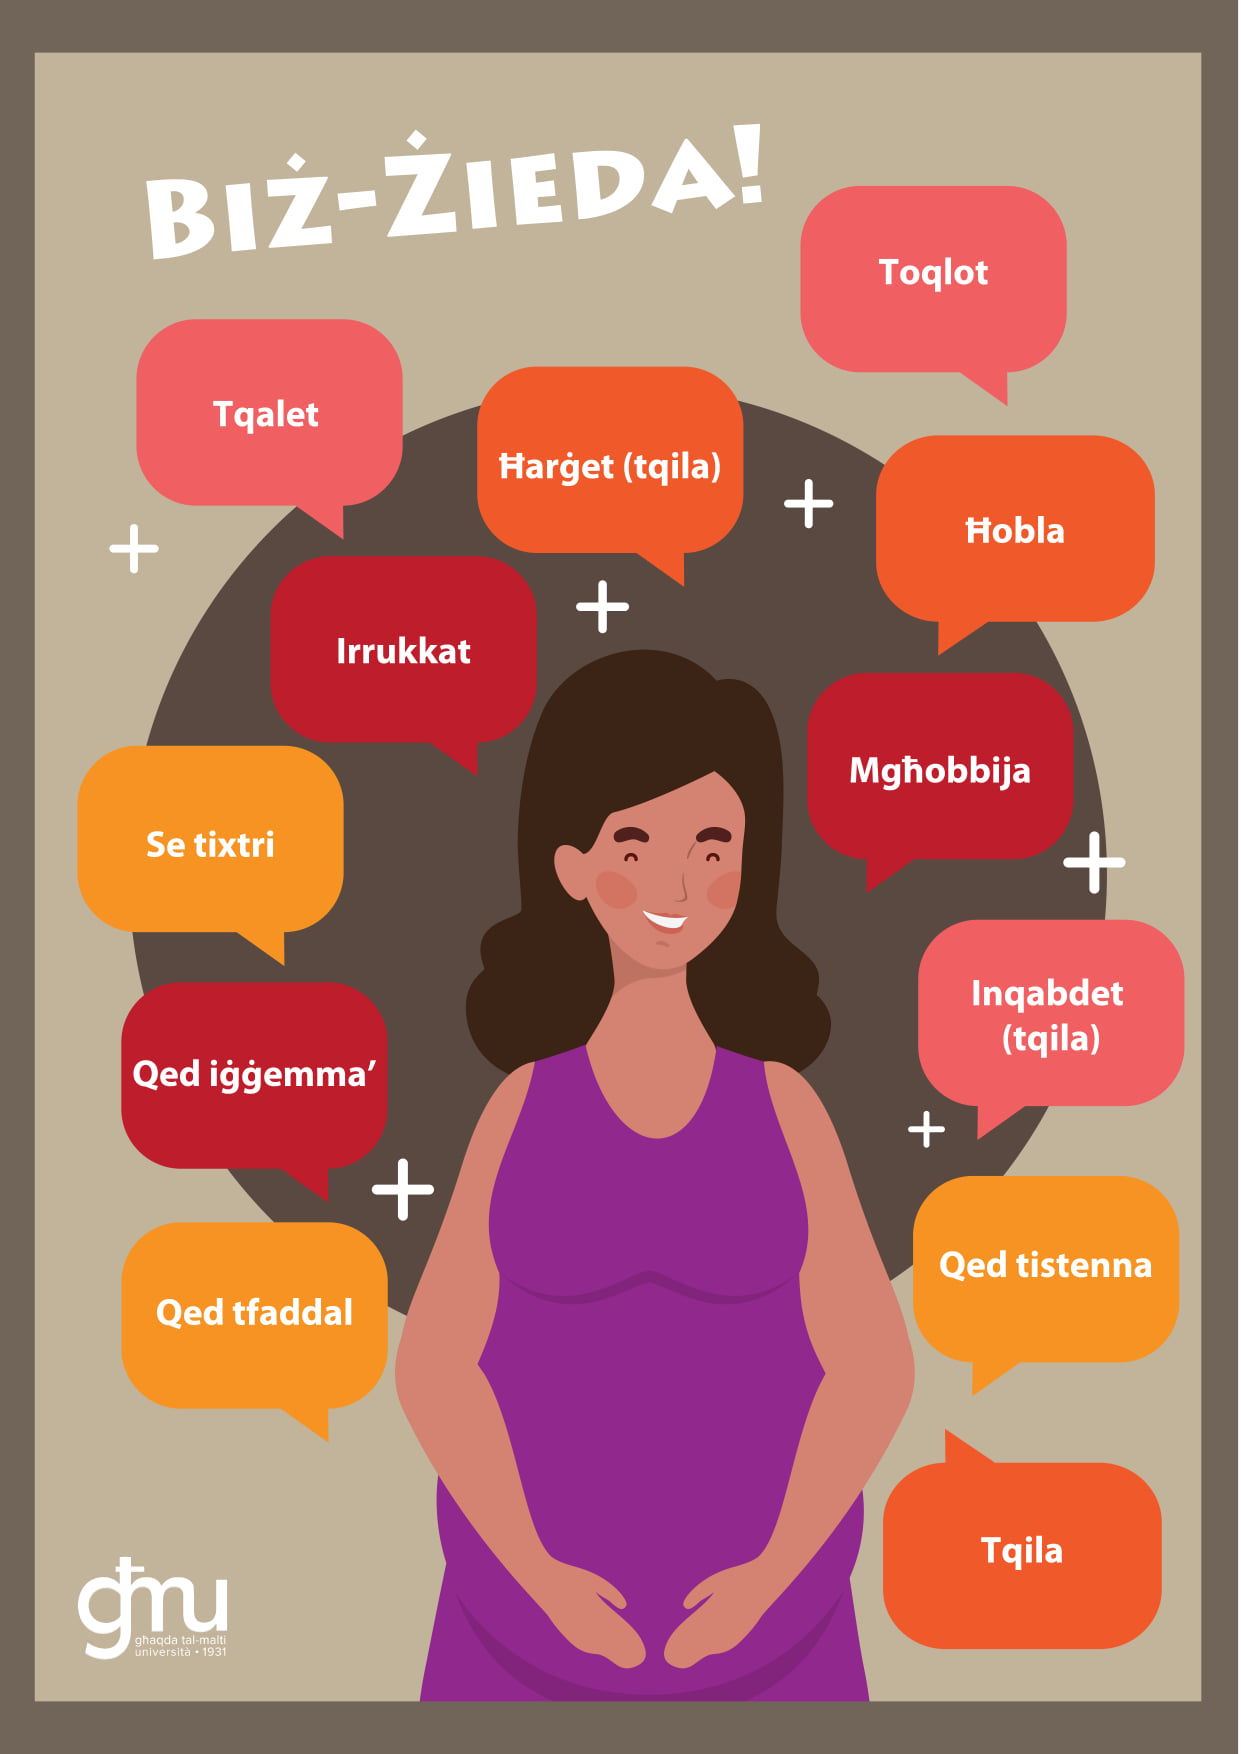 BIŻ-ŻIEDA!
Toqlot
Tqalet
Ħarġet (tqila)
Ħobla
Irrukkat
Mgħobbija
Se tixtri
Inqabdet
(tqila)
Qed iġġemma’
Qed tistenna
Qed tfaddal
Tqila
għmu
għaqda tal-malti
università • 1931